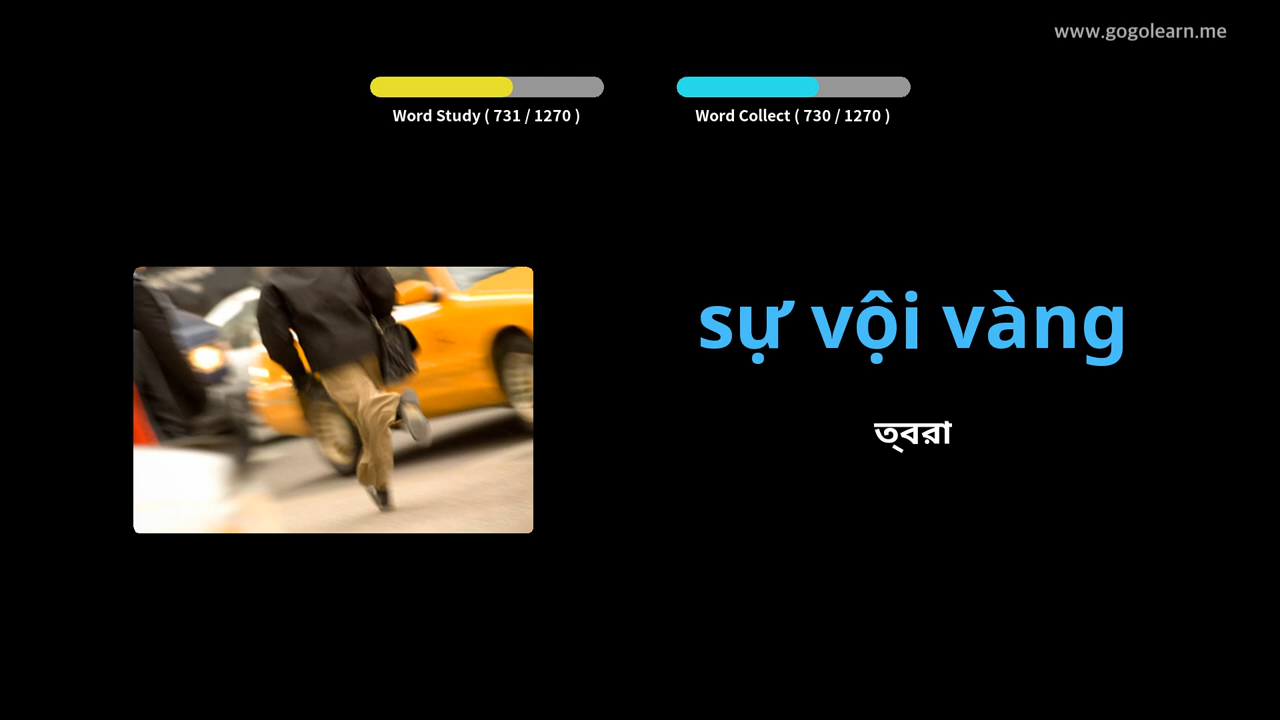 www.gogolearn.me
Word Study ( 731 / 1270 )
Word Collect ( 730 / 1270 )
sự vội vàng
ত্‌বরা